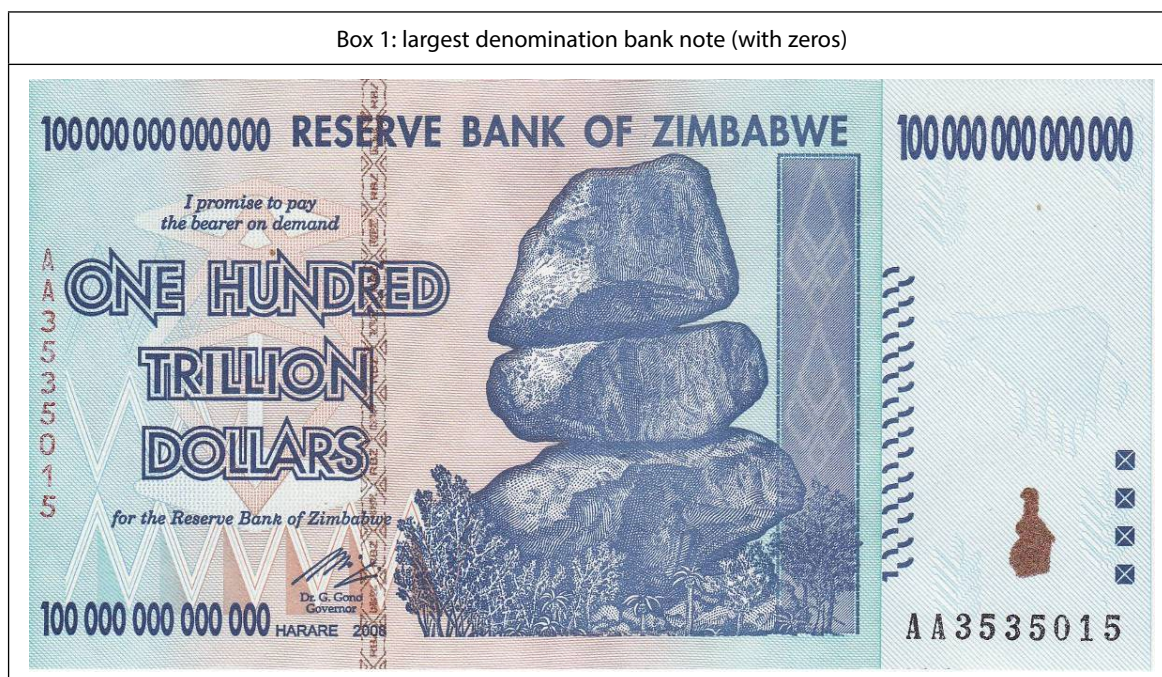 Box 1: largest denomination bank note (with zeros)
100 000 000 000 000 RESERVE BANK OF ZIMBABWE 100 000 000 000 000
I promise to pay
the bearer on demand
ONE HUNDRED
TRILLION
DOLLARS
AA3535015
for the Reserve Bank of Zimbabwe
Dr. G. Gond
Governor
100 000 000 000 000 HARARE 2008
AA3535015